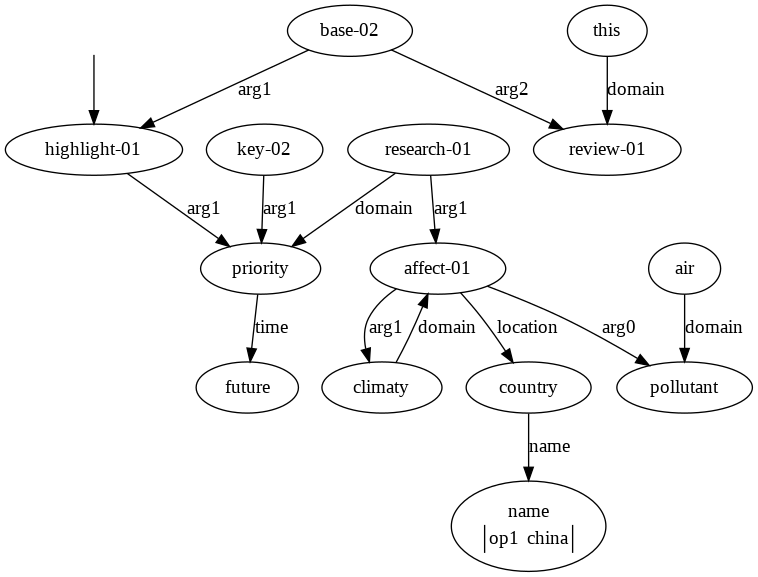 base-02 this
arg1 arg2 domain
highlight-01 key-02 research-01 review-01
arg1 arg1 domain arg1
priority affect-01 air
time arg1 domain location arg0 domain
future climaty country pollutant
name
name
op1 china